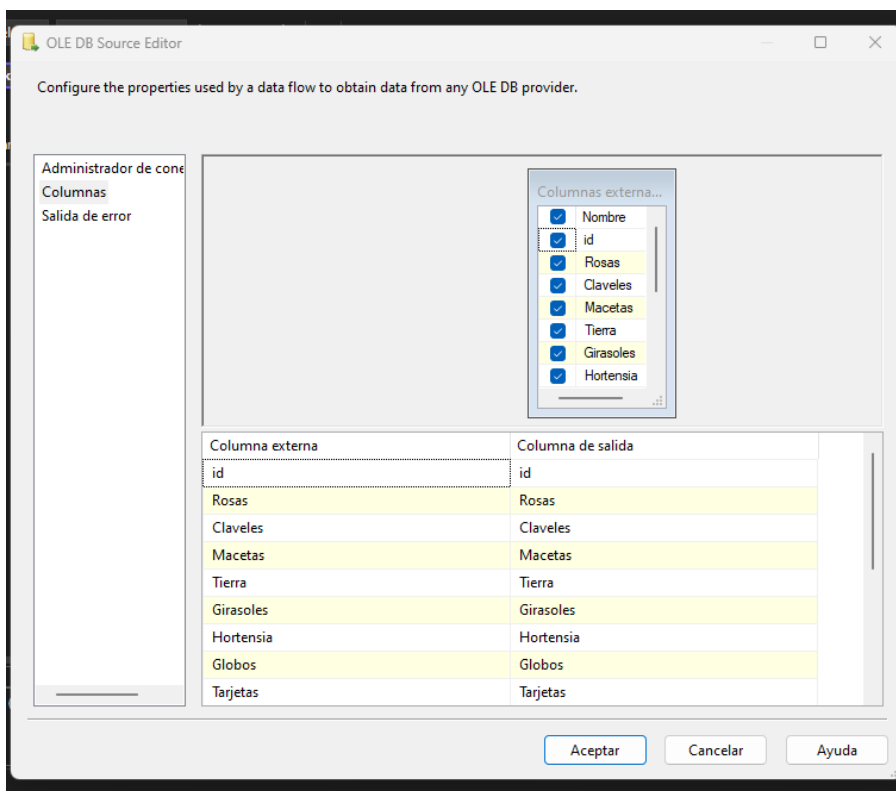 OLE DB Source Editor
Configure the properties used by a data flow to obtain data from any OLE DB provider.
Administrador de cone
Columnas
Salida de error
Columnas externa...
Nombre
id
Rosas
Claveles
Macetas
Tierra
Girasoles
Hortensia
Columna externa Columna de salida
id id
Rosas Rosas
Claveles Claveles
Macetas Macetas
Tierra Tierra
Girasoles Girasoles
Hortensia Hortensia
Globos Globos
Tarjetas Tarjetas
Aceptar Cancelar Ayuda